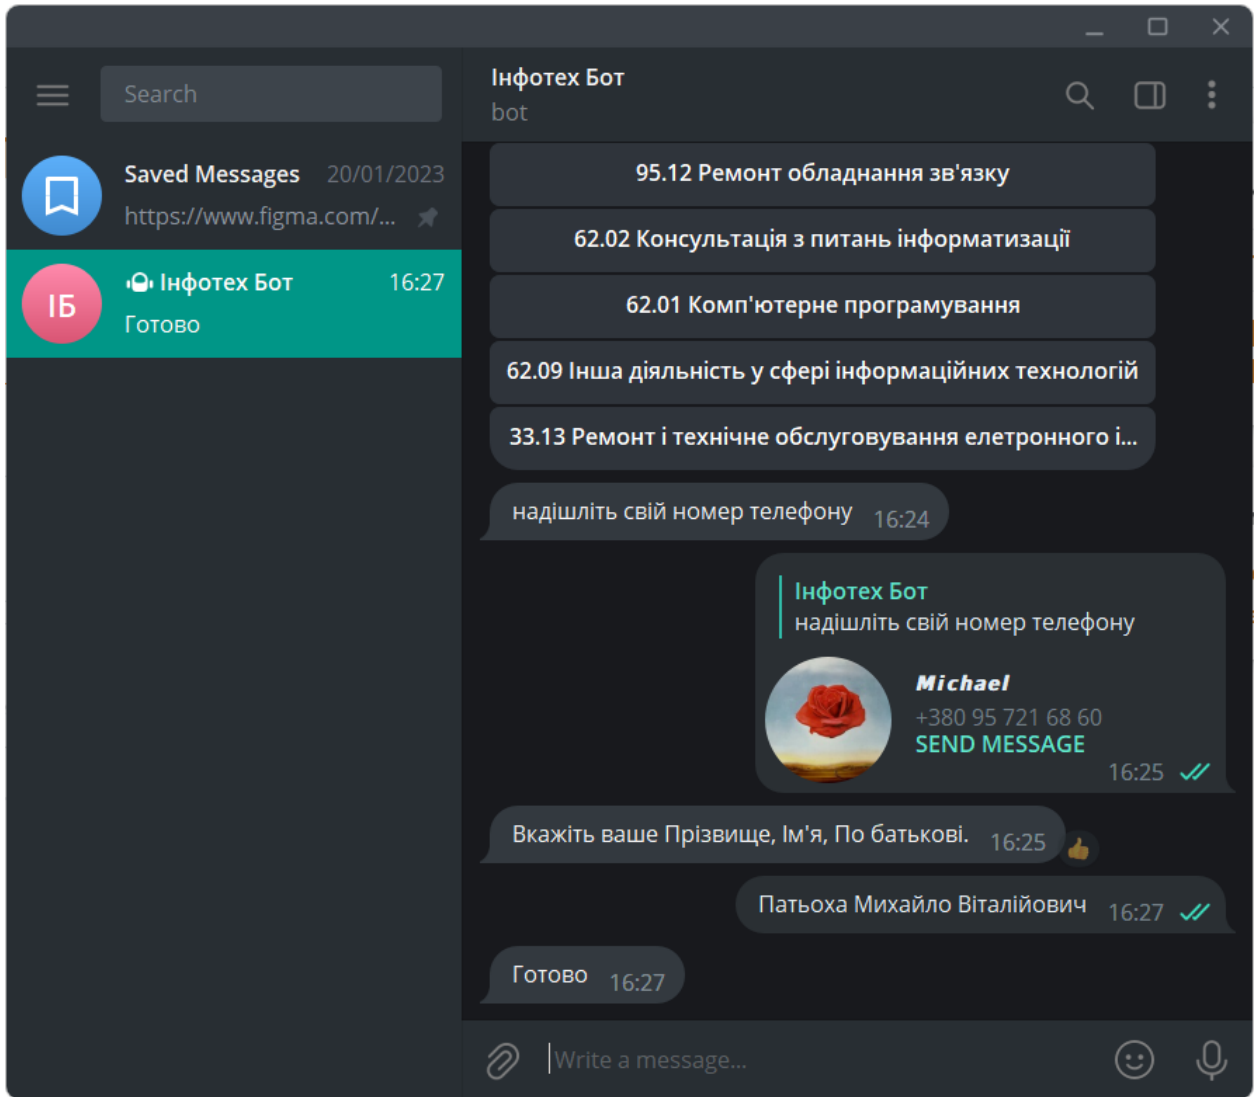 Search
Saved Messages 20/01/2023
https://www.figma.com/...
ІБ
Інфотех Бот 16:27
Готово
Інфотех Бот
bot
95.12 Ремонт обладнання зв'язку
62.02 Консультація з питань інформатизації
62.01 Комп'ютерне програмування
62.09 Інша діяльність у сфері інформаційних технологій
33.13 Ремонт і технічне обслуговування елетронного і...
надішліть свій номер телефону 16:24
Інфотех Бот
надішліть свій номер телефону
Michael
+380 95 721 68 60
SEND MESSAGE
16:25
Вкажіть ваше Прізвище, Ім'я, По батькові. 16:25
Патьоха Михайло Віталійович 16:27
Готово 16:27
Write a message...